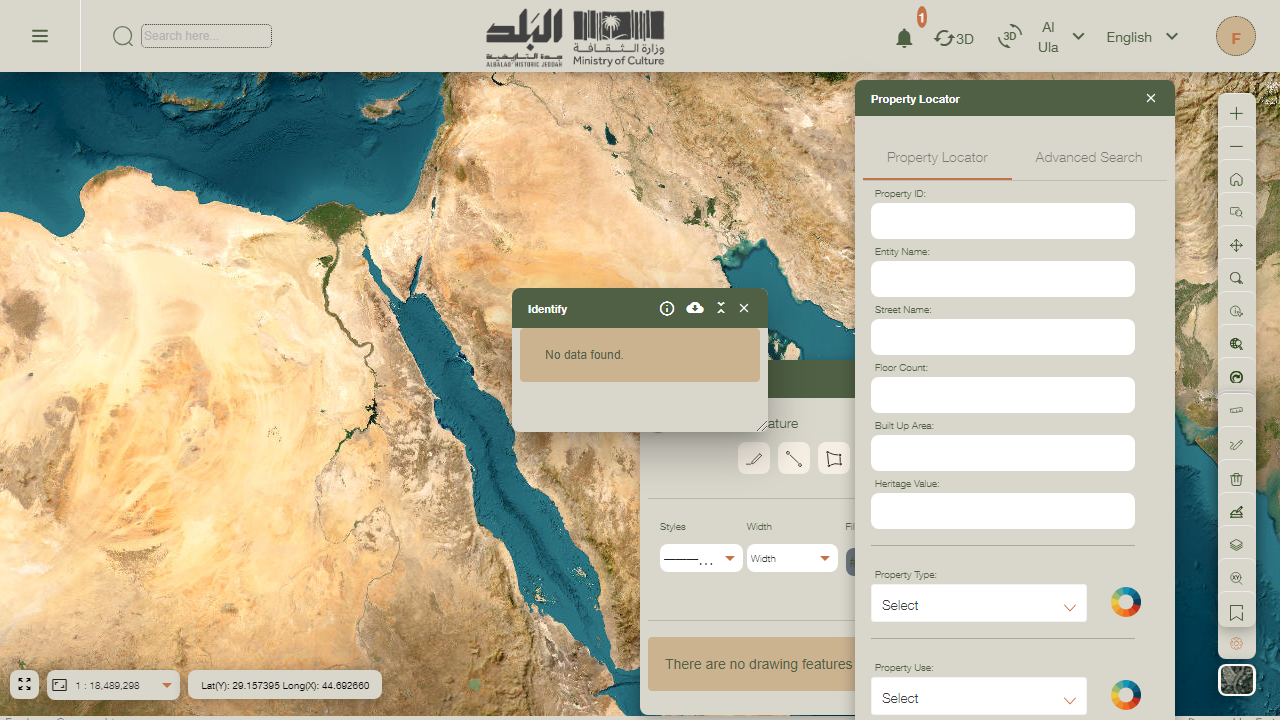 Search here...
البلد
جدة التاريخية
ALBALAD HISTORIC JEDDAH
وزارة الثقافة
Ministry of Culture
1
3D
3D
Al Ula
English
F
Property Locator
Property Locator
Advanced Search
Property ID:
Entity Name:
Street Name:
Floor Count:
Built Up Area:
Heritage Value:
Property Type:
Select
Property Use:
Select
Identify
No data found.
ature
Styles
Width
Fil
Width
There are no drawing features
1 : 18,489,298
Lat(Y): 29.157395 Long(X): 44.692660